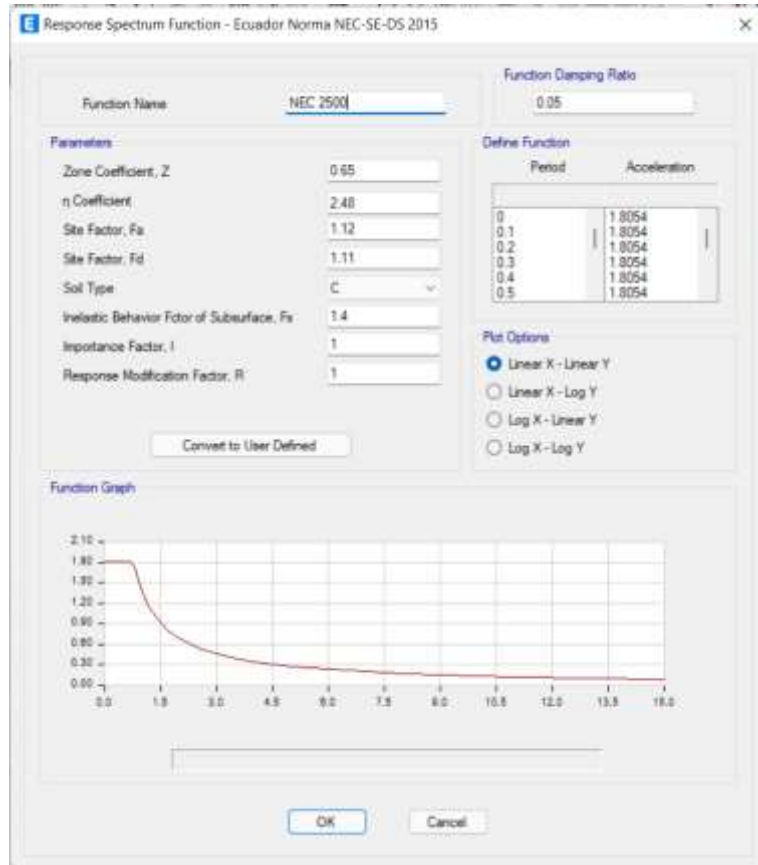 E Response Spectrum Function - Ecuador Norma NEC-SE-DS 2015
Function Name
NEC 2500
Function Damping Ratio
0.05
Parameters
Zone Coefficient, Z
0.65
η Coefficient
2.48
Site Factor, Fa
1.12
Site Factor, Fd
1.11
Soil Type
C
Inelastic Behavior Fctor of Subsurface, Fs
1.4
Importance Factor, I
1
Response Modification Factor, R
1
Convert to User Defined
Define Function
Period Acceleration
0 1.8054
0.1 1.8054
0.2 1.8054
0.3 1.8054
0.4 1.8054
0.5 1.8054
Plot Options
Linear X - Linear Y
Linear X - Log Y
Log X - Linear Y
Log X - Log Y
Function Graph
2.10
1.80
1.50
1.20
0.90
0.60
0.30
0.00
0.0 1.5 3.0 4.5 6.0 7.5 9.0 10.5 12.0 13.5 15.0
OK Cancel